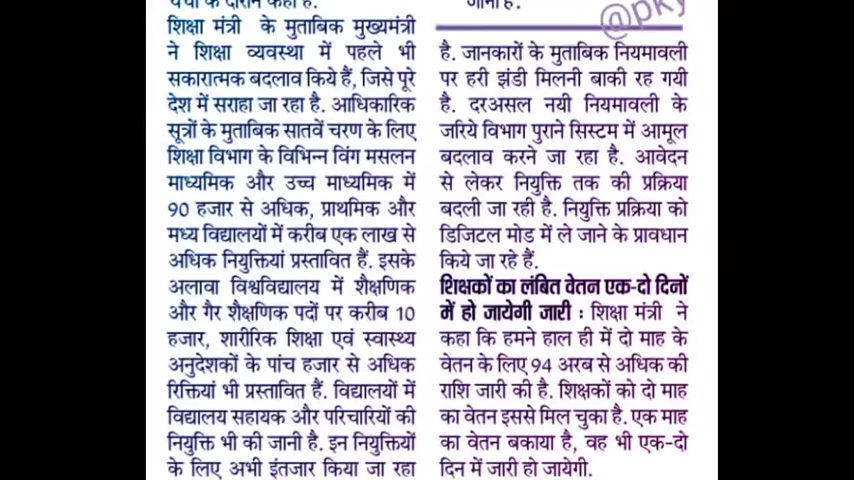 चर्चा के दौरान कहा है.
शिक्षा मंत्री के मुताबिक मुख्यमंत्री
ने शिक्षा व्यवस्था में पहले भी
सकारात्मक बदलाव किये हैं, जिसे पूरे
देश में सराहा जा रहा है. आधिकारिक
सूत्रों के मुताबिक सातवें चरण के लिए
शिक्षा विभाग के विभिन्न विंग मसलन
माध्यमिक और उच्च माध्यमिक में
90 हजार से अधिक, प्राथमिक और
मध्य विद्यालयों में करीब एक लाख से
अधिक नियुक्तियां प्रस्तावित हैं. इसके
अलावा विश्वविद्यालय में शैक्षणिक
और गैर शैक्षणिक पदों पर करीब 10
हजार, शारीरिक शिक्षा एवं स्वास्थ्य
अनुदेशकों के पांच हजार से अधिक
रिक्तियां भी प्रस्तावित हैं. विद्यालयों में
विद्यालय सहायक और परिचारियों की
नियुक्ति भी की जानी है. इन नियुक्तियों
के लिए अभी इंतजार किया जा रहा
जानी है.
@pky
है. जानकारों के मुताबिक नियमावली
पर हरी झंडी मिलनी बाकी रह गयी
है. दरअसल नयी नियमावली के
जरिये विभाग पुराने सिस्टम में आमूल
बदलाव करने जा रहा है. आवेदन
से लेकर नियुक्ति तक की प्रक्रिया
बदली जा रही है. नियुक्ति प्रक्रिया को
डिजिटल मोड में ले जाने के प्रावधान
किये जा रहे हैं.
शिक्षकों का लंबित वेतन एक-दो दिनों
में हो जायेगी जारी : शिक्षा मंत्री ने
कहा कि हमने हाल ही में दो माह के
वेतन के लिए 94 अरब से अधिक की
राशि जारी की है. शिक्षकों को दो माह
का वेतन इससे मिल चुका है. एक माह
का वेतन बकाया है, वह भी एक-दो
दिन में जारी हो जायेगी.